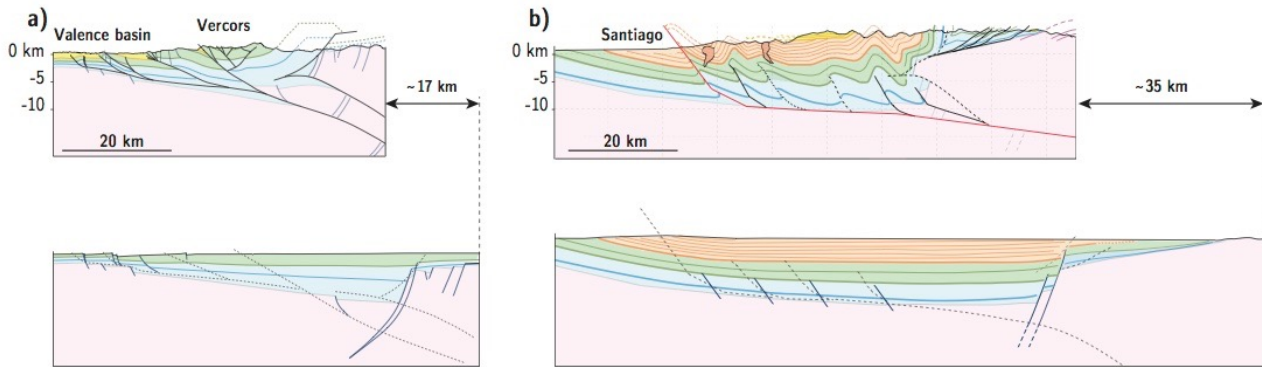 a)
Valence basin
Vercors
0 km
-5
-10
20 km
~ 17 km
b)
Santiago
0 km
-5
-10
20 km
~ 35 km